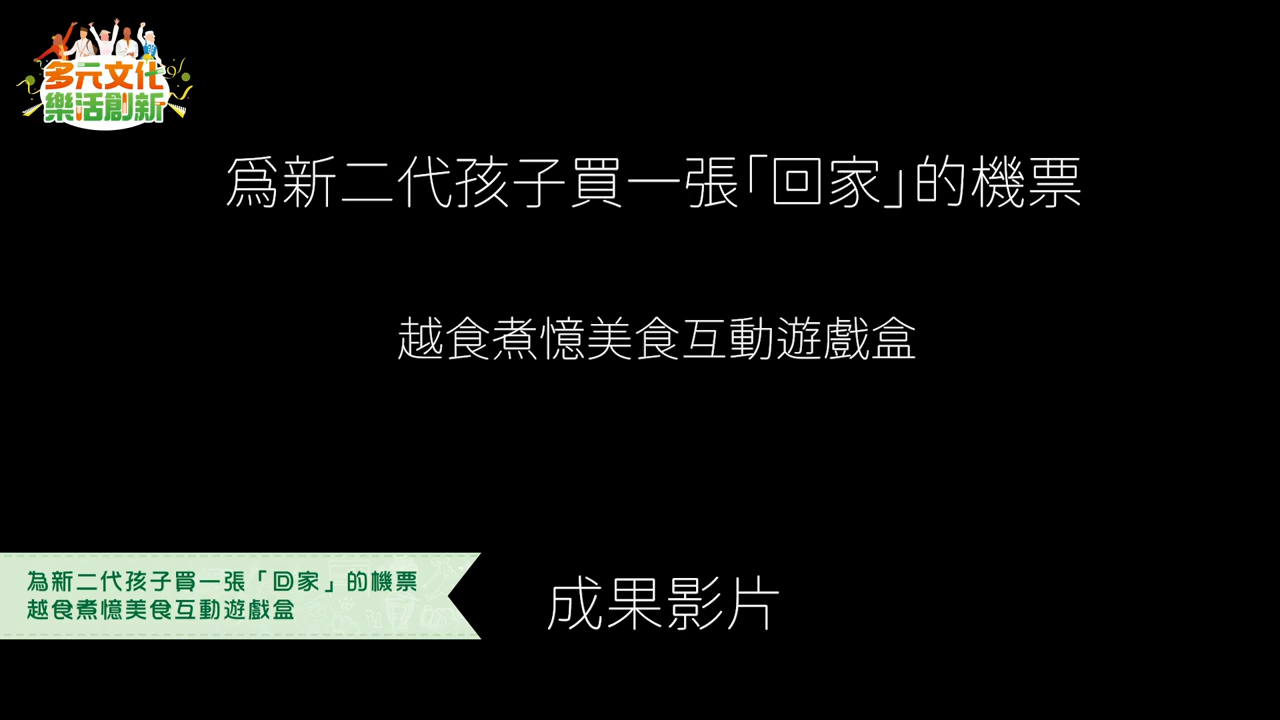 多元文化
樂活創新
爲新二代孩子買一張「回家」的機票
越食煮憶美食互動遊戲盒
成果影片
為新二代孩子買一張「回家」的機票
越食煮憶美食互動遊戲盒